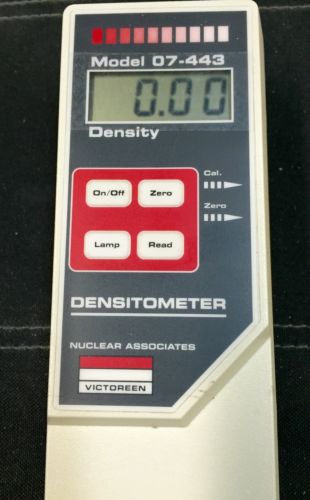 Model 07-443
0.00
Density
On/Off Zero
Cal.
Zero
Lamp Read
DENSITOMETER
NUCLEAR ASSOCIATES
VICTOREEN